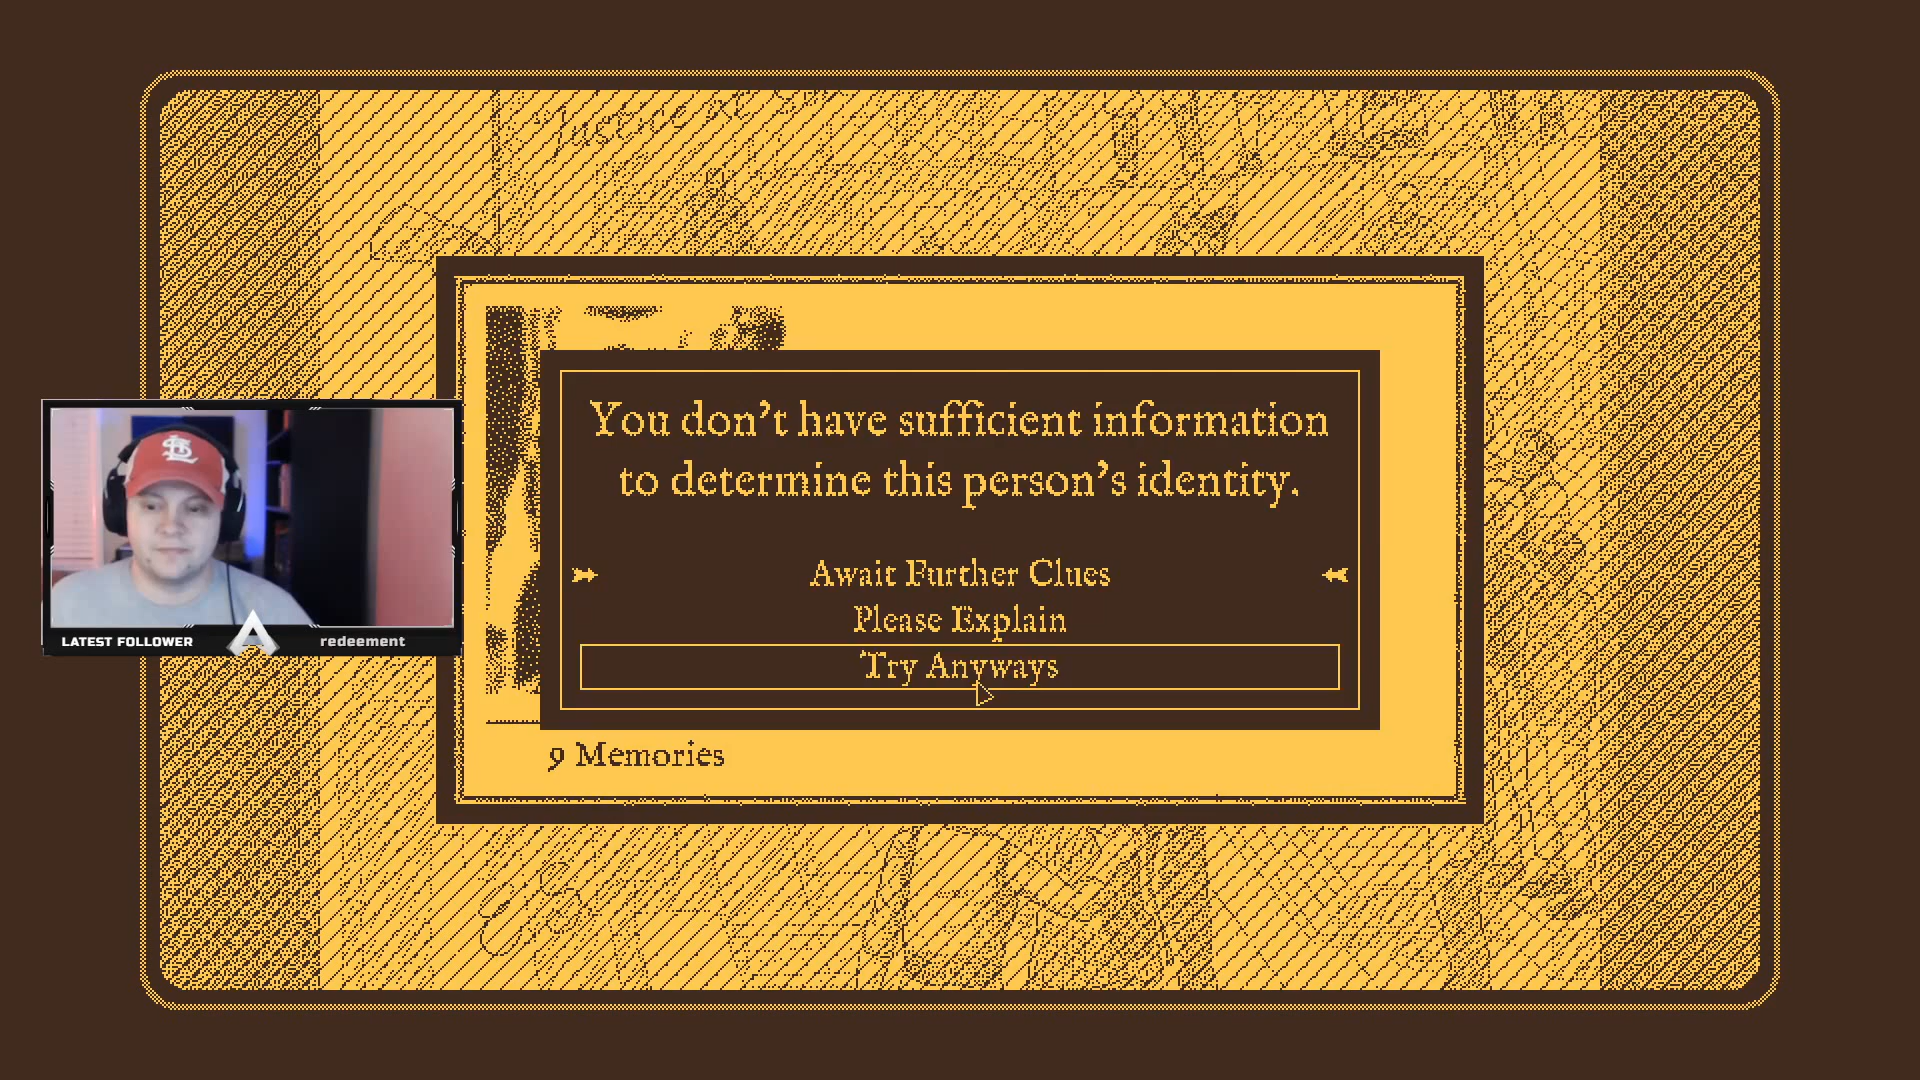 You don't have sufficient information
to determine this person's identity.
Await Further Clues
Please Explain
Try Anyways
9 Memories
STL
LATEST FOLLOWER
redeement